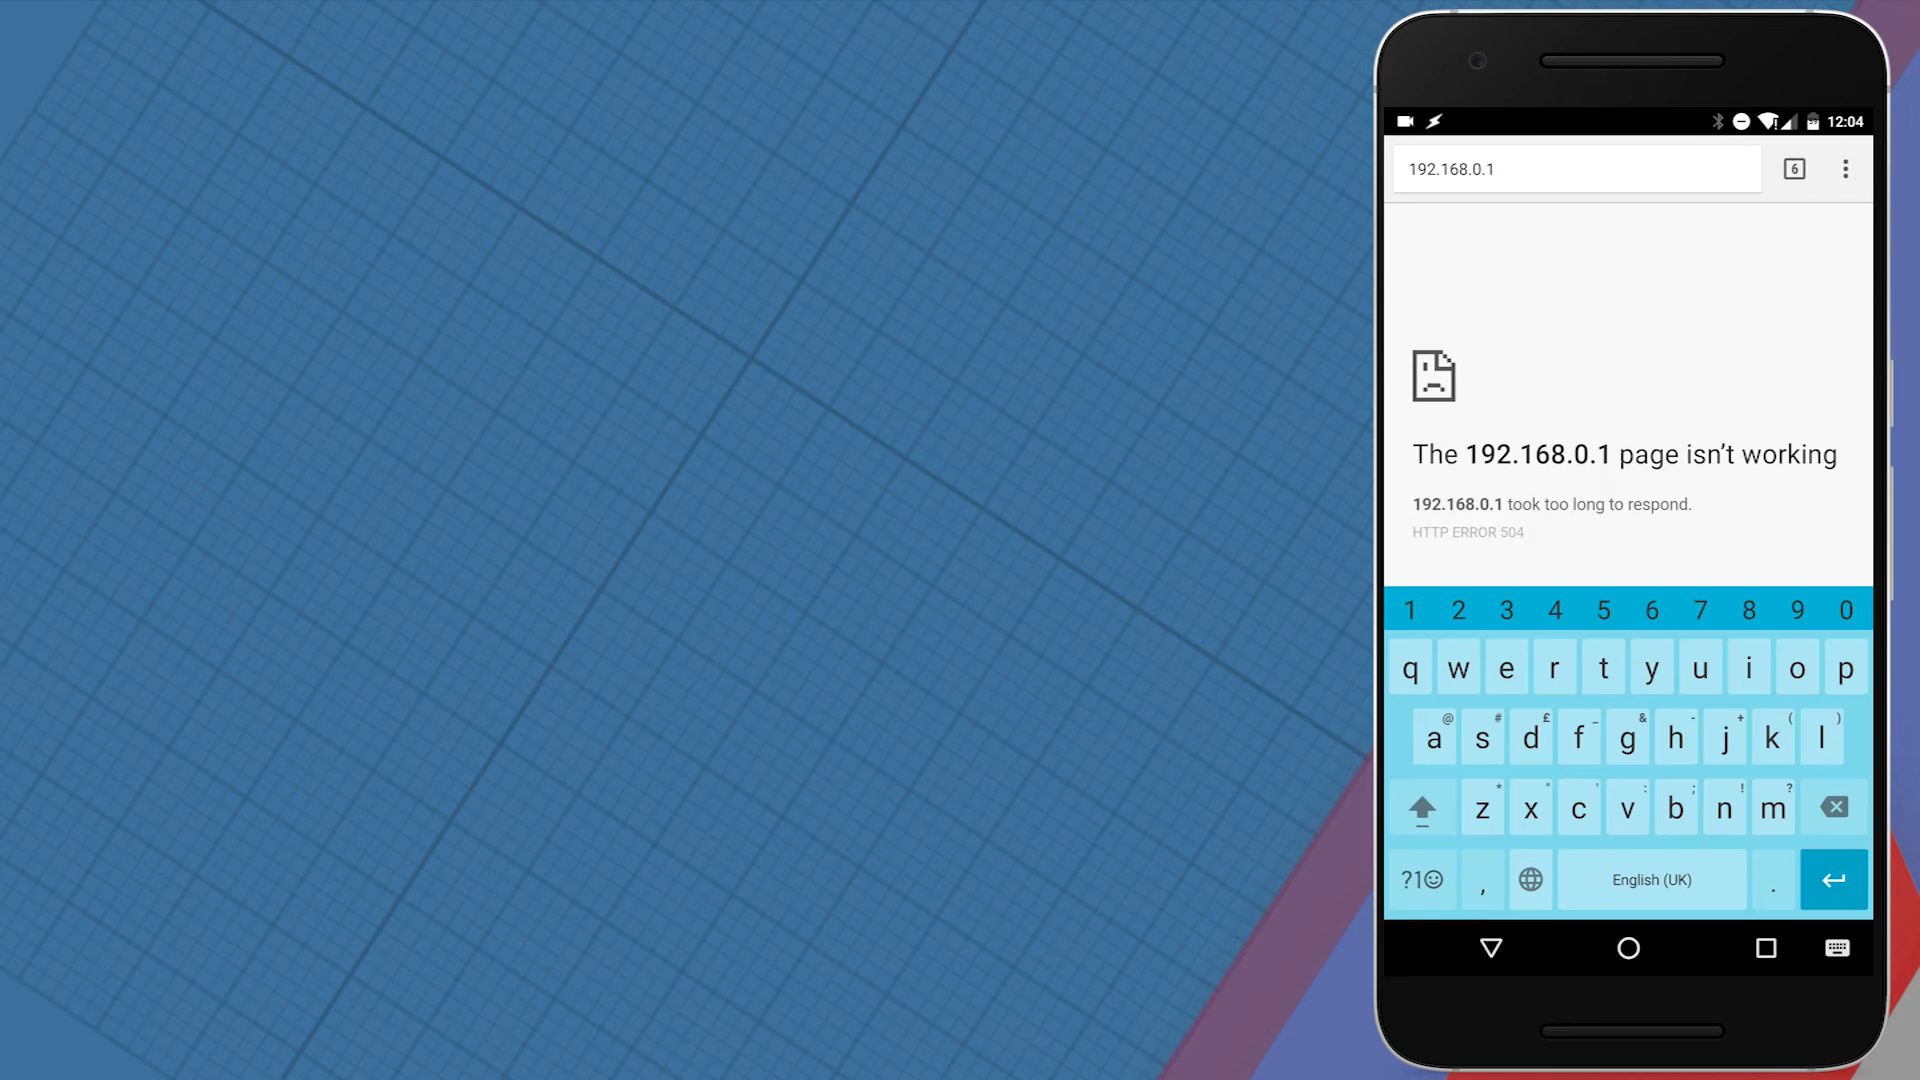 12:04
192.168.0.1
6
The 192.168.0.1 page isn't working
192.168.0.1 took too long to respond.
HTTP ERROR 504
1 2 3 4 5 6 7 8 9 0
q w e r t y u i o p
@ # £ _ & - + ( )
a s d f g h j k l
* " ' : ; ! ?
z x c v b n m
?1☺ , English (UK) .